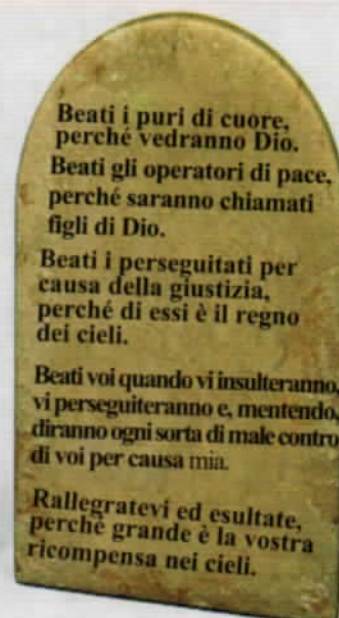 Beati i puri di cuore,
perché vedranno Dio.
Beati gli operatori di pace,
perché saranno chiamati
figli di Dio.
Beati i perseguitati per
causa della giustizia,
perché di essi è il regno
dei cieli.
Beati voi quando vi insulteranno,
vi perseguiteranno e, mentendo,
diranno ogni sorta di male contro
di voi per causa mia.
Rallegratevi ed esultate,
perché grande è la vostra
ricompensa nei cieli.